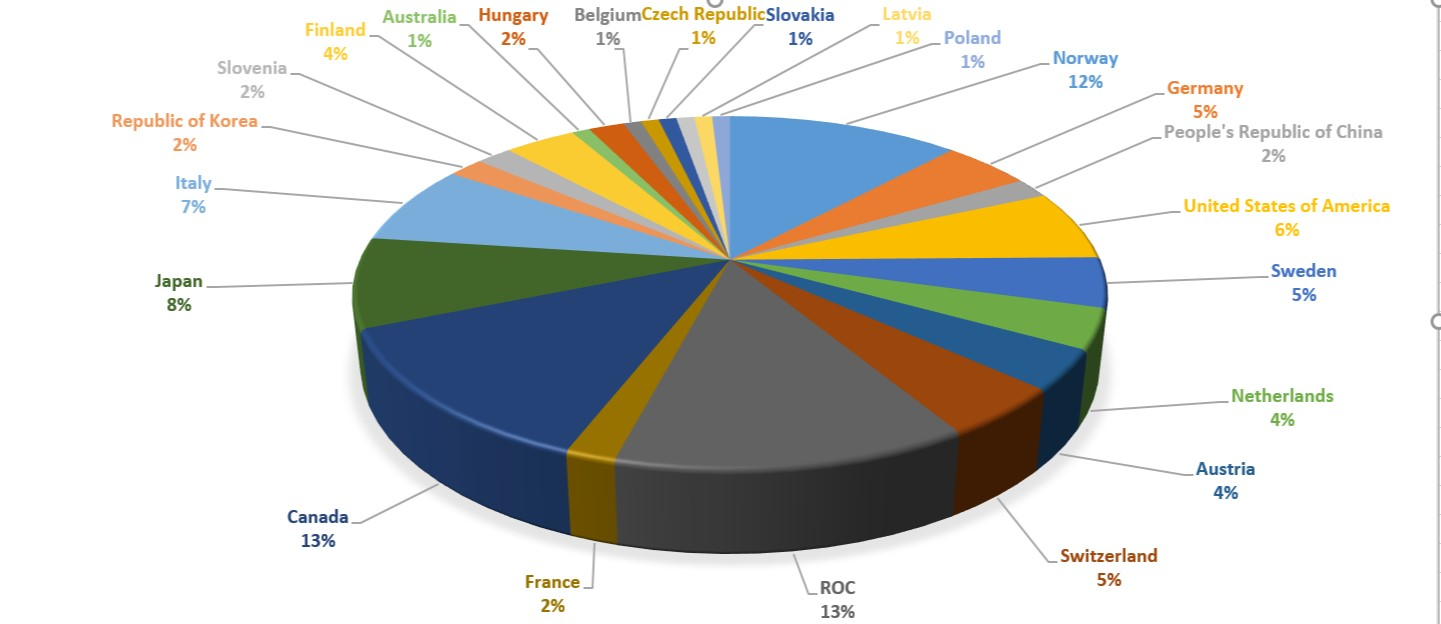 Norway
12%
Germany
5%
People's Republic of China
2%
United States of America
6%
Sweden
5%
Netherlands
4%
Austria
4%
Switzerland
5%
ROC
13%
France
2%
Canada
13%
Japan
8%
Italy
7%
Republic of Korea
2%
Slovenia
2%
Finland
4%
Australia
1%
Hungary
2%
Belgium
1%
Czech Republic
1%
Slovakia
1%
Latvia
1%
Poland
1%